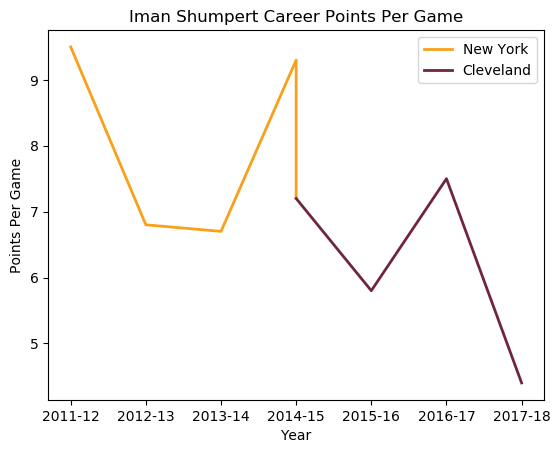 Iman Shumpert Career Points Per Game
New York
Cleveland
9
8
7
6
5
Points Per Game
2011-12 2012-13 2013-14 2014-15 2015-16 2016-17 2017-18
Year